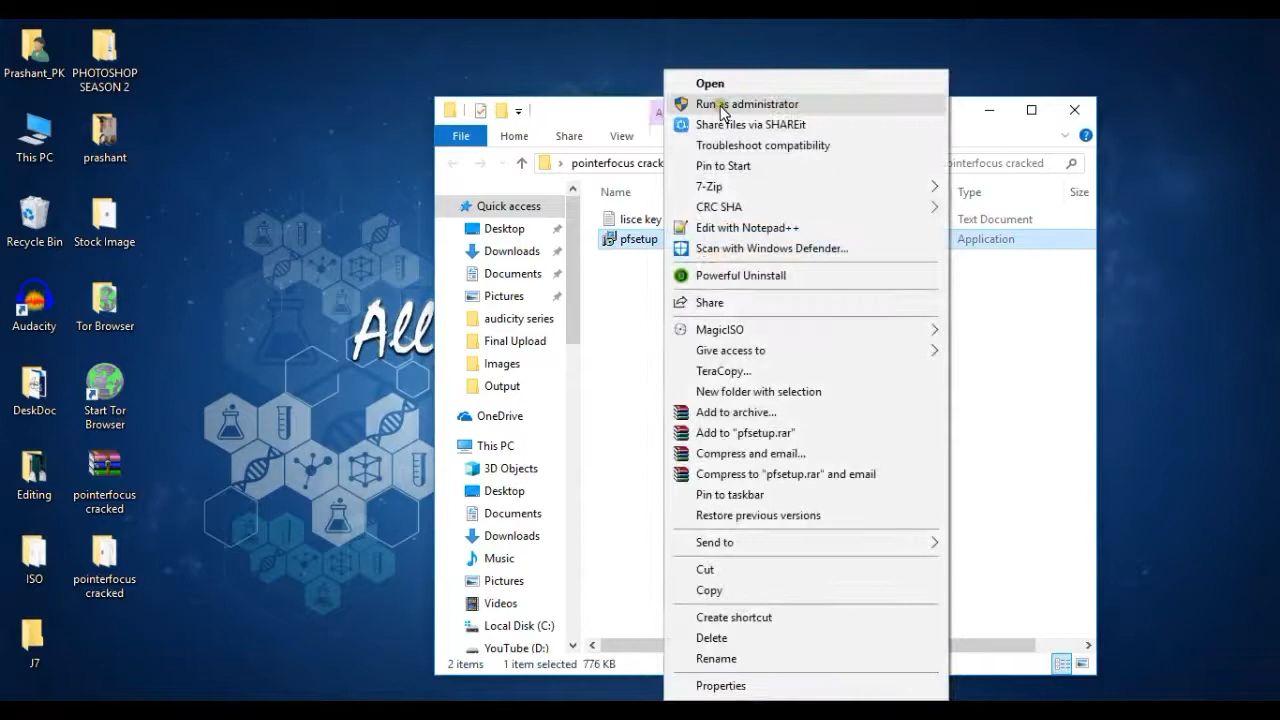 Prashant_PK
PHOTOSHOP
SEASON 2
This PC
prashant
Recycle Bin
Stock Image
Audacity
Tor Browser
DeskDoc
Start Tor
Browser
Editing
pointerfocus
cracked
ISO
pointerfocus
cracked
J7
All
File
Home
Share
View
pointerfocus crack
ointerfocus cracked
Name
Type
Size
lisce key
Text Document
pfsetup
Application
Quick access
Desktop
Downloads
Documents
Pictures
audicity series
Final Upload
Images
Output
OneDrive
This PC
3D Objects
Desktop
Documents
Downloads
Music
Pictures
Videos
Local Disk (C:)
YouTube (D:)
2 items
1 item selected 776 KB
Open
Run as administrator
Share files via SHAREit
Troubleshoot compatibility
Pin to Start
7-Zip
CRC SHA
Edit with Notepad++
Scan with Windows Defender...
Powerful Uninstall
Share
MagicISO
Give access to
TeraCopy...
New folder with selection
Add to archive...
Add to "pfsetup.rar"
Compress and email...
Compress to "pfsetup.rar" and email
Pin to taskbar
Restore previous versions
Send to
Cut
Copy
Create shortcut
Delete
Rename
Properties